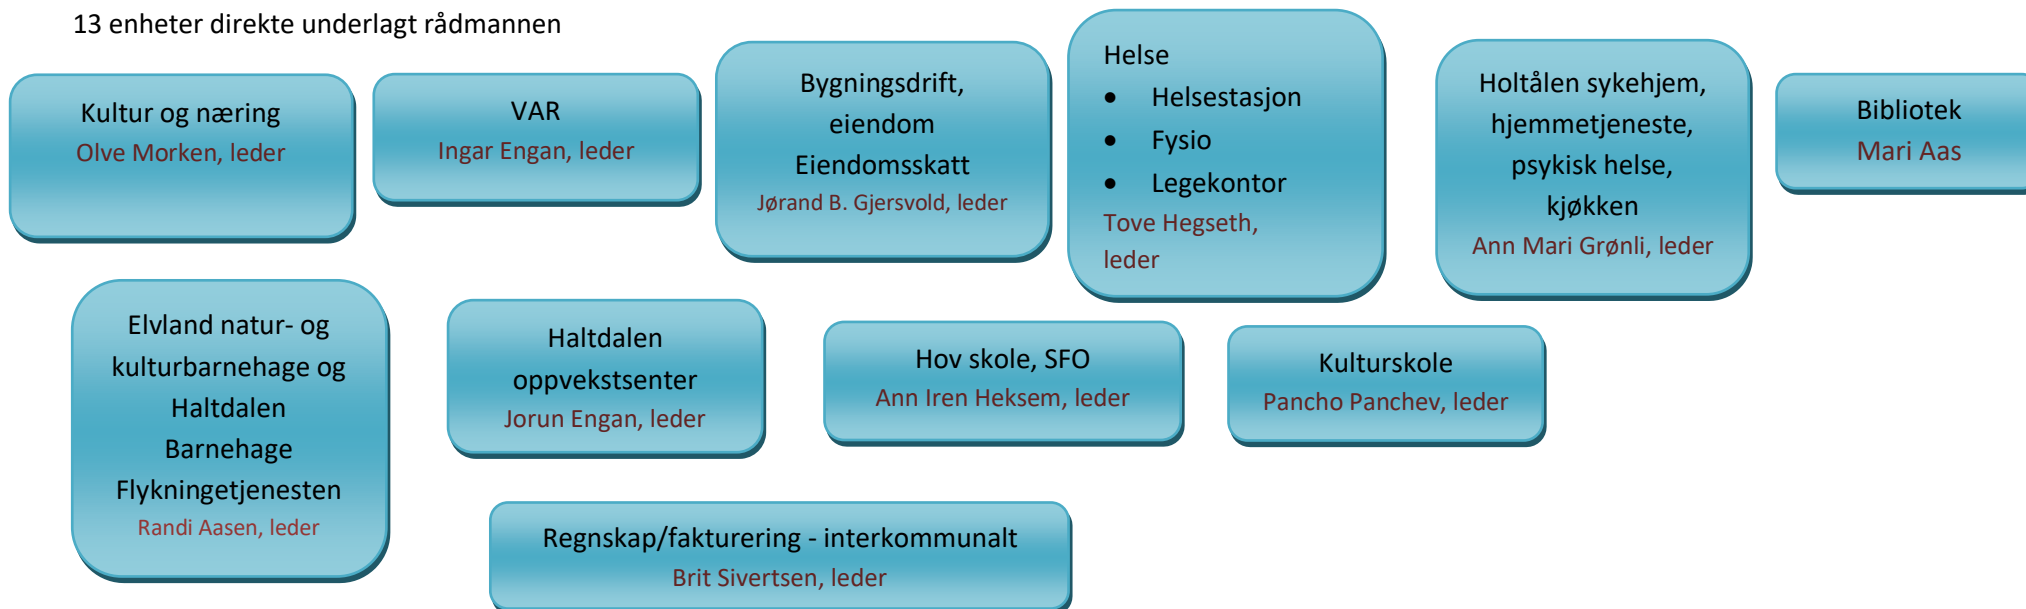 13 enheter direkte underlagt rådmannen
Kultur og næring
Olve Morken, leder
VAR
Ingar Engan, leder
Bygningsdrift,
eiendom
Eiendomsskatt
Jørand B. Gjersvold, leder
Helse
• Helsestasjon
• Fysio
• Legekontor
Tove Hegseth,
leder
Holtålen sykehjem,
hjemmetjeneste,
psykisk helse,
kjøkken
Ann Mari Grønli, leder
Bibliotek
Mari Aas
Elvland natur- og
kulturbarnehage og
Haltdalen
Barnehage
Flykningetjenesten
Randi Aasen, leder
Haltdalen
oppvekstsenter
Jorun Engan, leder
Hov skole, SFO
Ann Iren Heksem, leder
Kulturskole
Pancho Panchev, leder
Regnskap/fakturering - interkommunalt
Brit Sivertsen, leder